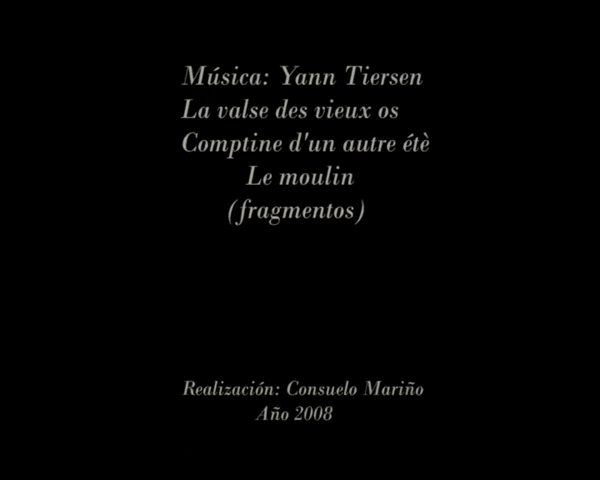 Música: Yann Tiersen
La valse des vieux os
Comptine d'un autre étè
Le moulin
(fragmentos)
Realización: Consuelo Mariño
Año 2008